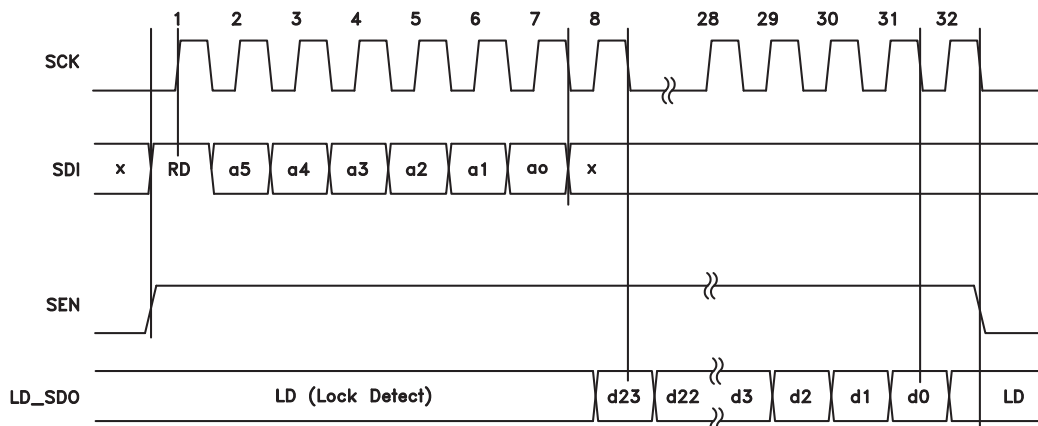 1 2 3 4 5 6 7 8 28 29 30 31 32
SCK
SDI x RD a5 a4 a3 a2 a1 ao x
SEN
LD_SDO LD (Lock Detect) d23 d22 d3 d2 d1 d0 LD